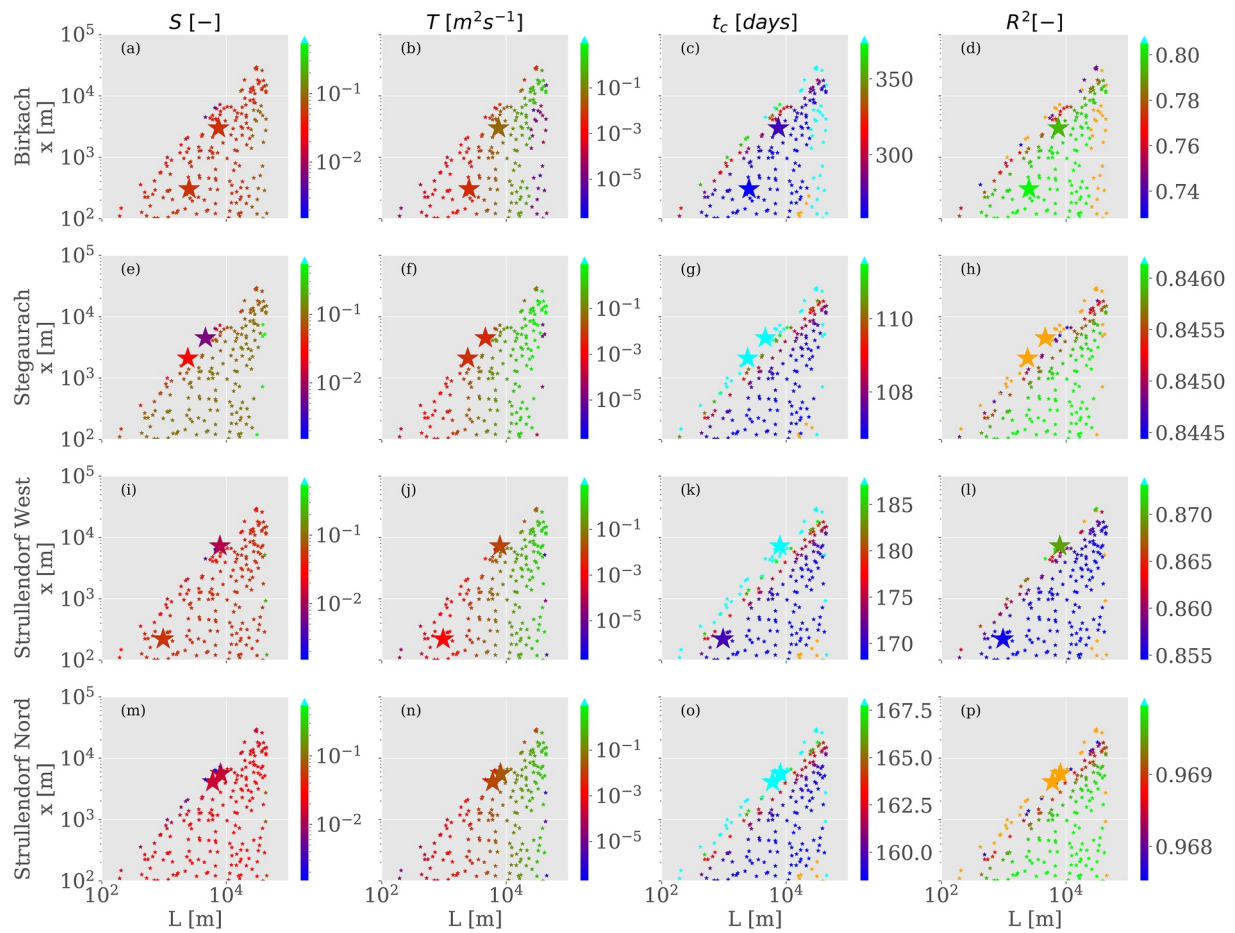 S [−] T [m²s⁻¹] t_c [days] R²[−]
Birkach
x [m]
10⁵
10⁴
10³
10²
(a)
10⁻¹
10⁻²
(b)
10⁻¹
10⁻³
10⁻⁵
(c)
350
300
(d)
0.80
0.78
0.76
0.74
Stegaurach
x [m]
10⁵
10⁴
10³
10²
(e)
10⁻¹
10⁻²
(f)
10⁻¹
10⁻³
10⁻⁵
(g)
110
108
(h)
0.8460
0.8455
0.8450
0.8445
Strullendorf West
x [m]
10⁵
10⁴
10³
10²
(i)
10⁻¹
10⁻²
(j)
10⁻¹
10⁻³
10⁻⁵
(k)
185
180
175
170
(l)
0.870
0.865
0.860
0.855
Strullendorf Nord
x [m]
10⁵
10⁴
10³
10²
(m)
10⁻¹
10⁻²
(n)
10⁻¹
10⁻³
10⁻⁵
(o)
167.5
165.0
162.5
160.0
(p)
0.969
0.968
10² 10⁴ 10² 10⁴ 10² 10⁴ 10² 10⁴
L [m] L [m] L [m] L [m]